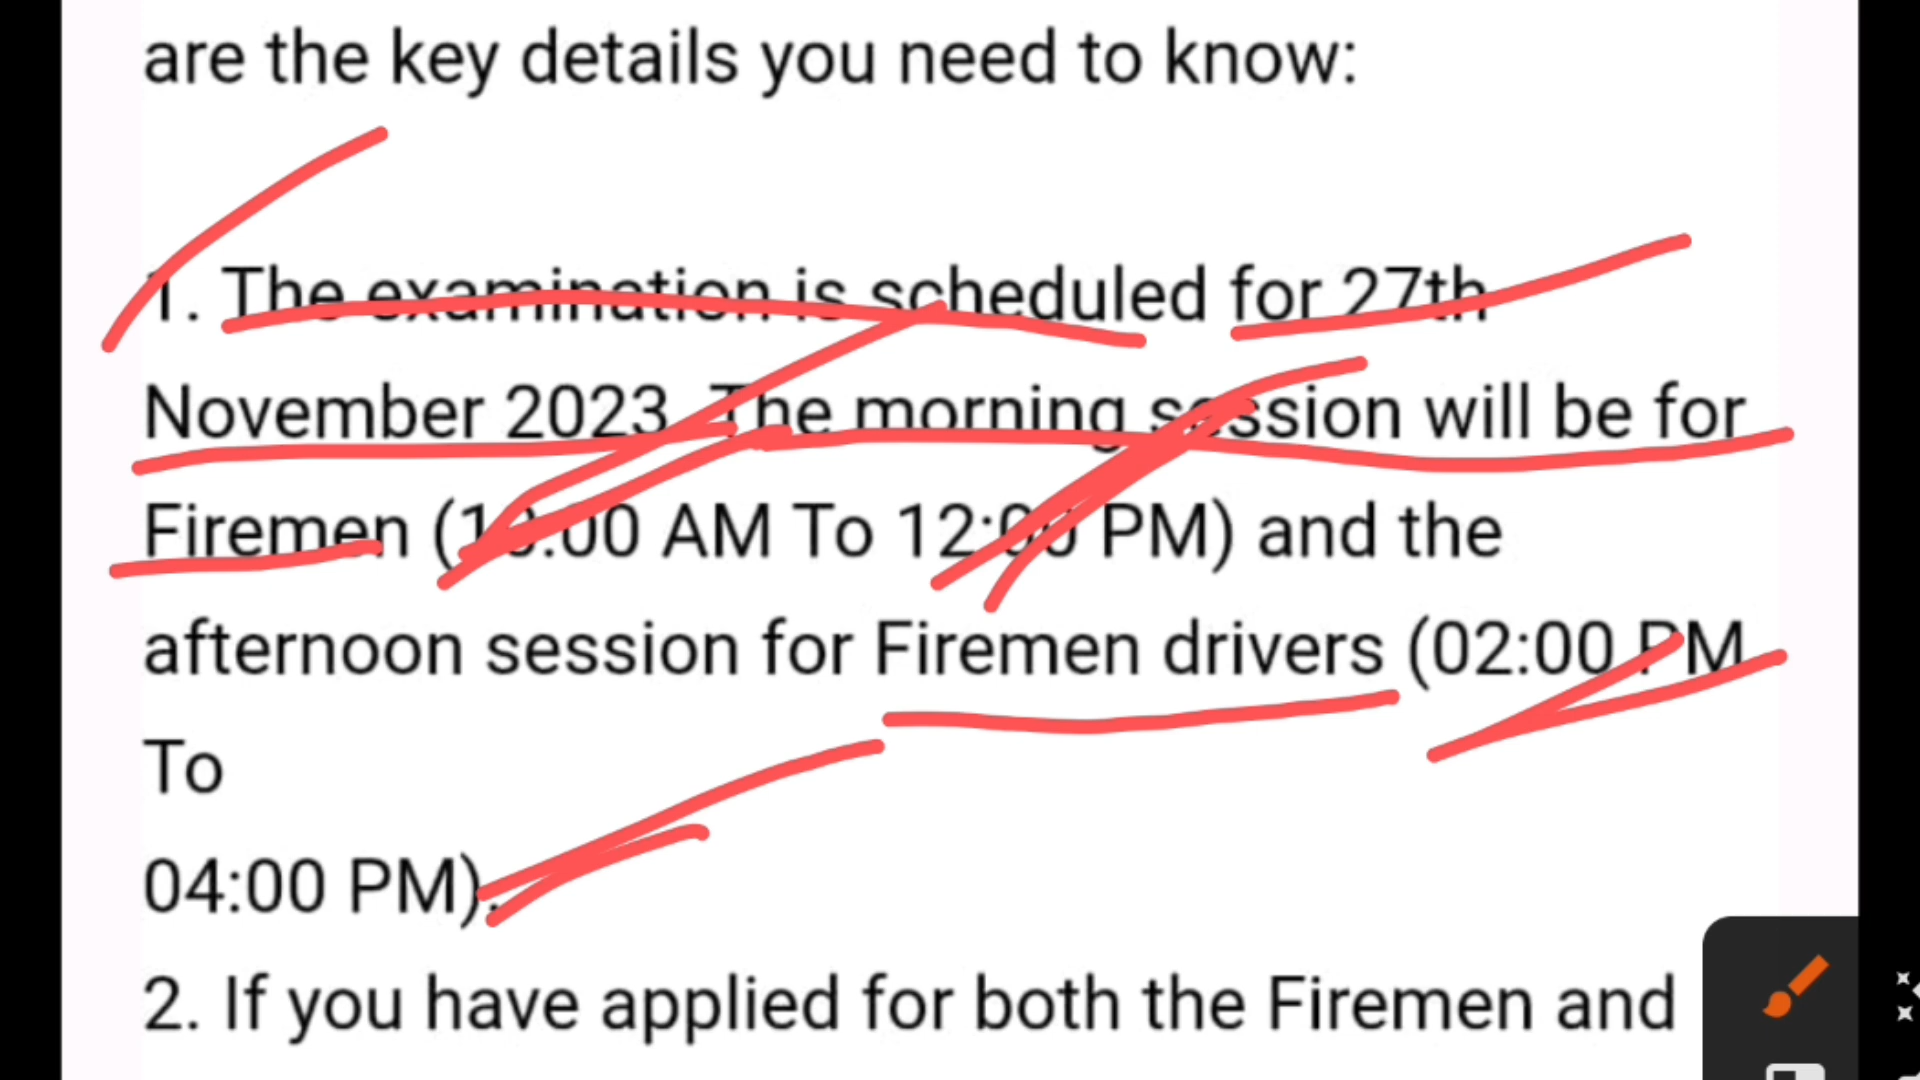 are the key details you need to know:
1. The examination is scheduled for 27th
November 2023. The morning session will be for
Firemen (10:00 AM To 12:00 PM) and the
afternoon session for Firemen drivers (02:00 PM
To
04:00 PM).
2. If you have applied for both the Firemen and